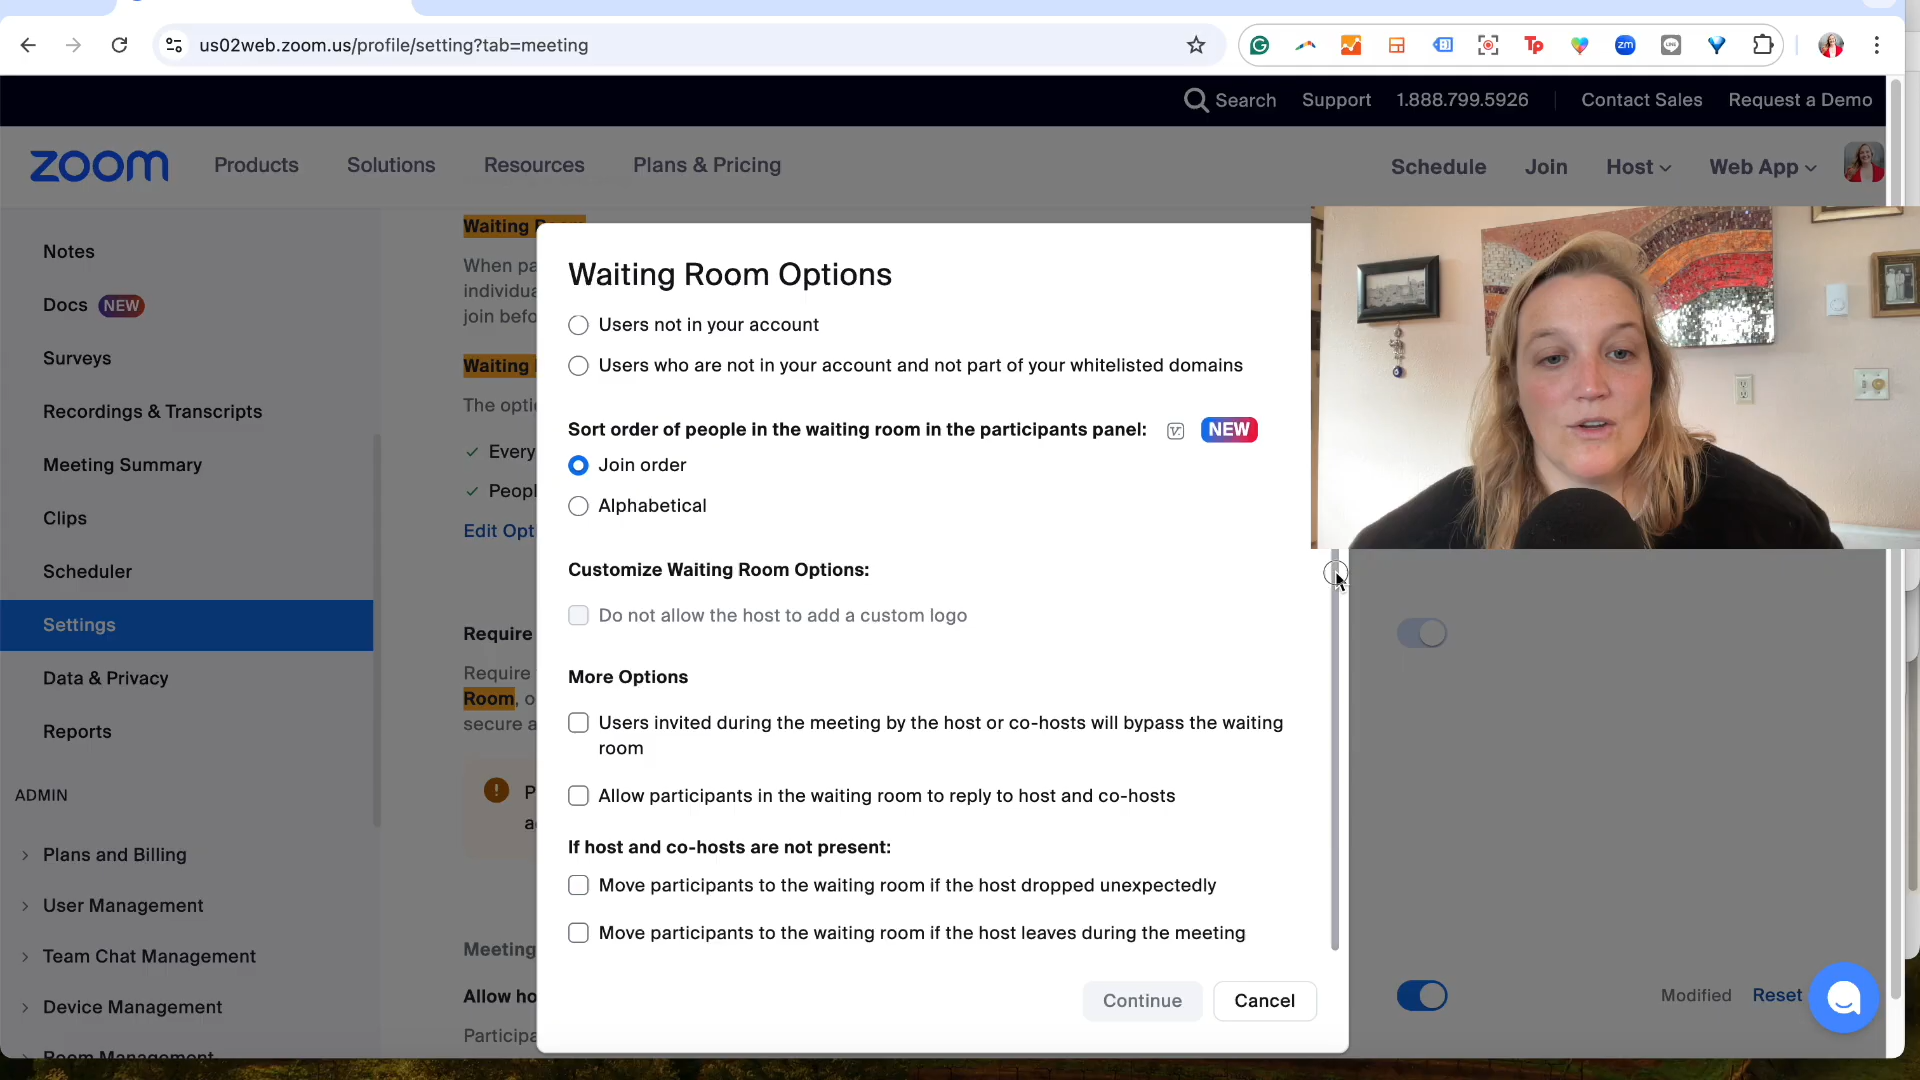 us02web.zoom.us/profile/setting?tab=meeting
Search
Support
1.888.799.5926
Contact Sales
Request a Demo
zoom
Products
Solutions
Resources
Plans & Pricing
Schedule
Join
Host
Web App
Notes
Docs NEW
Surveys
Recordings & Transcripts
Meeting Summary
Clips
Scheduler
Settings
Data & Privacy
Reports
ADMIN
Plans and Billing
User Management
Team Chat Management
Device Management
Room Management
Waiting
When pa
individua
join befo
Waiting
The opti
Every
Peopl
Edit Opt
Require
Require
Room, o
secure a
P
a
Meeting
Allow ho
Participa
Waiting Room Options
Users not in your account
Users who are not in your account and not part of your whitelisted domains
Sort order of people in the waiting room in the participants panel: NEW
Join order
Alphabetical
Customize Waiting Room Options:
Do not allow the host to add a custom logo
More Options
Users invited during the meeting by the host or co-hosts will bypass the waiting
room
Allow participants in the waiting room to reply to host and co-hosts
If host and co-hosts are not present:
Move participants to the waiting room if the host dropped unexpectedly
Move participants to the waiting room if the host leaves during the meeting
Continue
Cancel
Modified
Reset